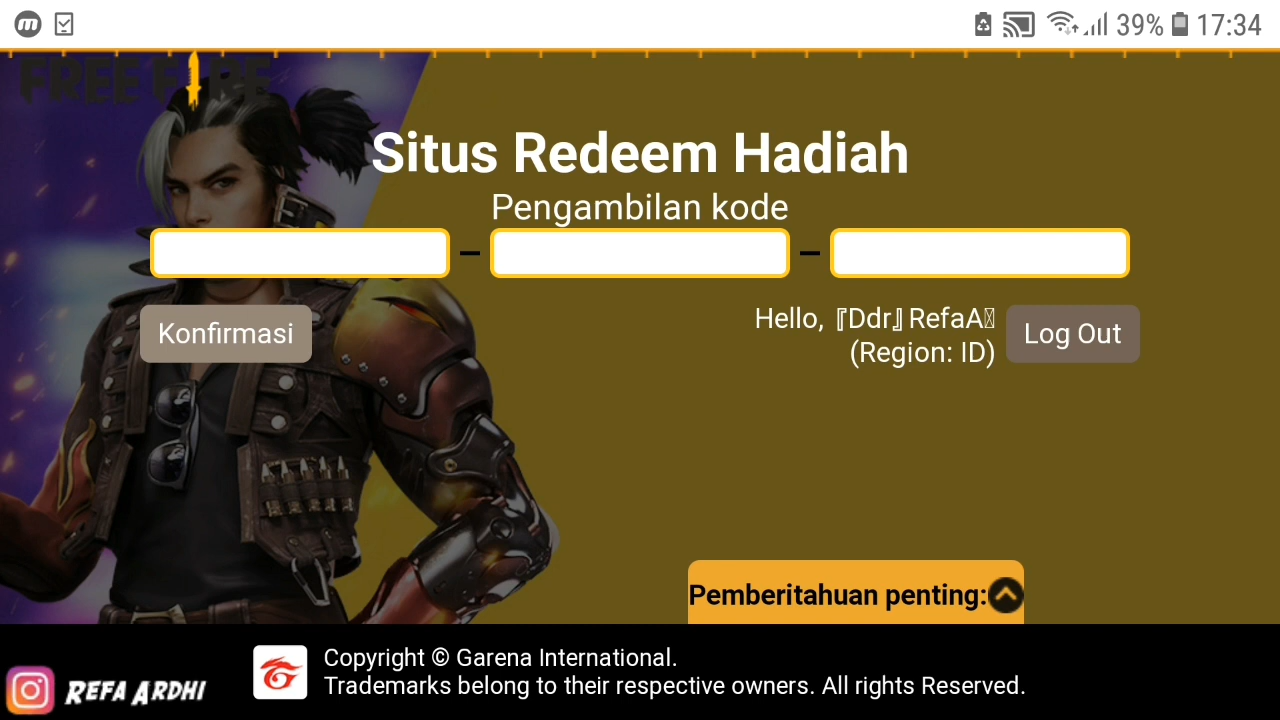 39% 17:34
FREE FIRE
Situs Redeem Hadiah
Pengambilan kode
Konfirmasi
Hello, 『Ddr』RefaA
(Region: ID)
Log Out
Pemberitahuan penting:
Copyright © Garena International.
Trademarks belong to their respective owners. All rights Reserved.
REFA ARDHI